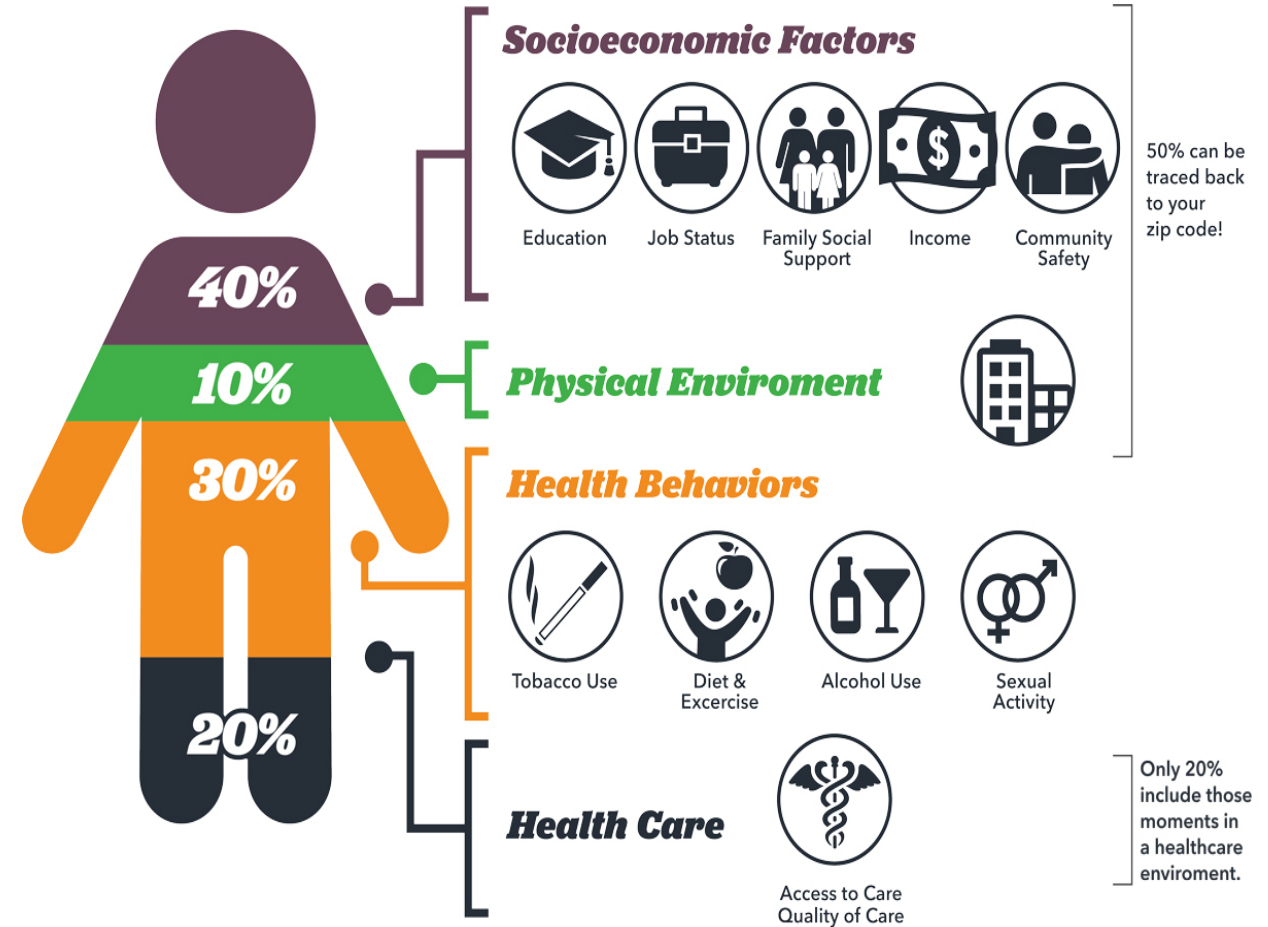 Socioeconomic Factors
Education
Job Status
Family Social
Support
Income
Community
Safety
50% can be
traced back
to your
zip code!
40%
10%
Physical Enviroment
30%
Health Behaviors
Tobacco Use
Diet &
Excercise
Alcohol Use
Sexual
Activity
20%
Health Care
Access to Care
Quality of Care
Only 20%
include those
moments in
a healthcare
enviroment.
$